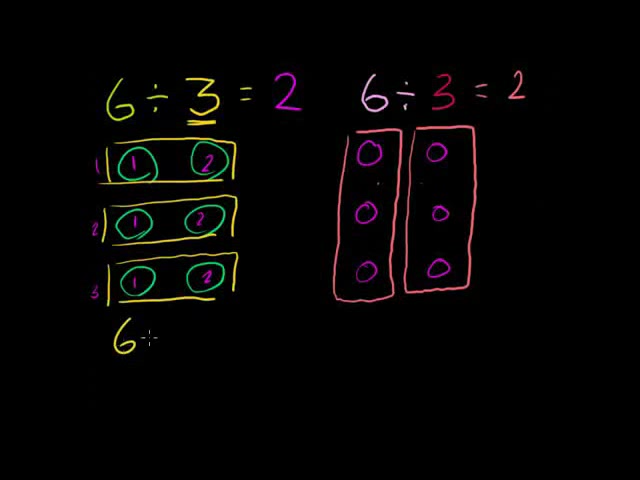 6 ÷ 3 = 2
6 ÷ 3 = 2
1 1 2
2 1 2
3 1 2
6